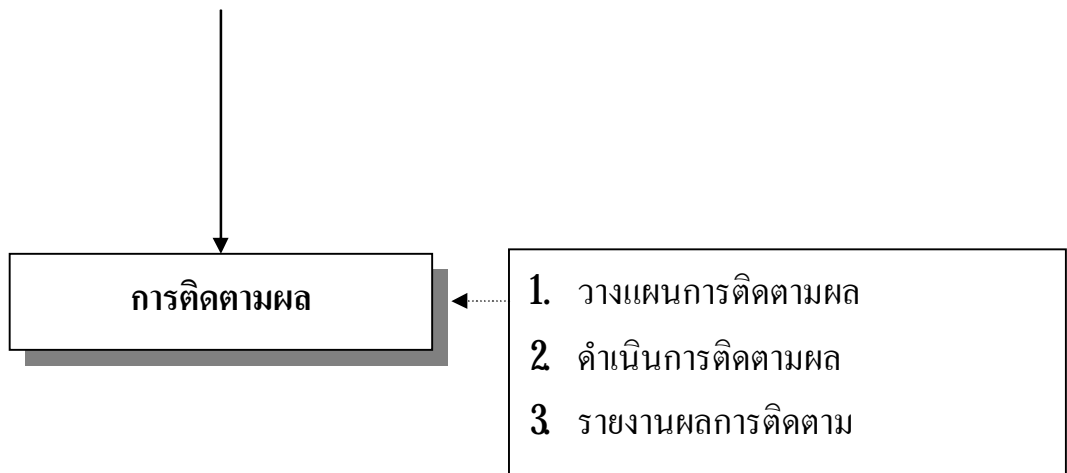 การติดตามผล
1. วางแผนการติดตามผล
2. ดำเนินการติดตามผล
3. รายงานผลการติดตาม